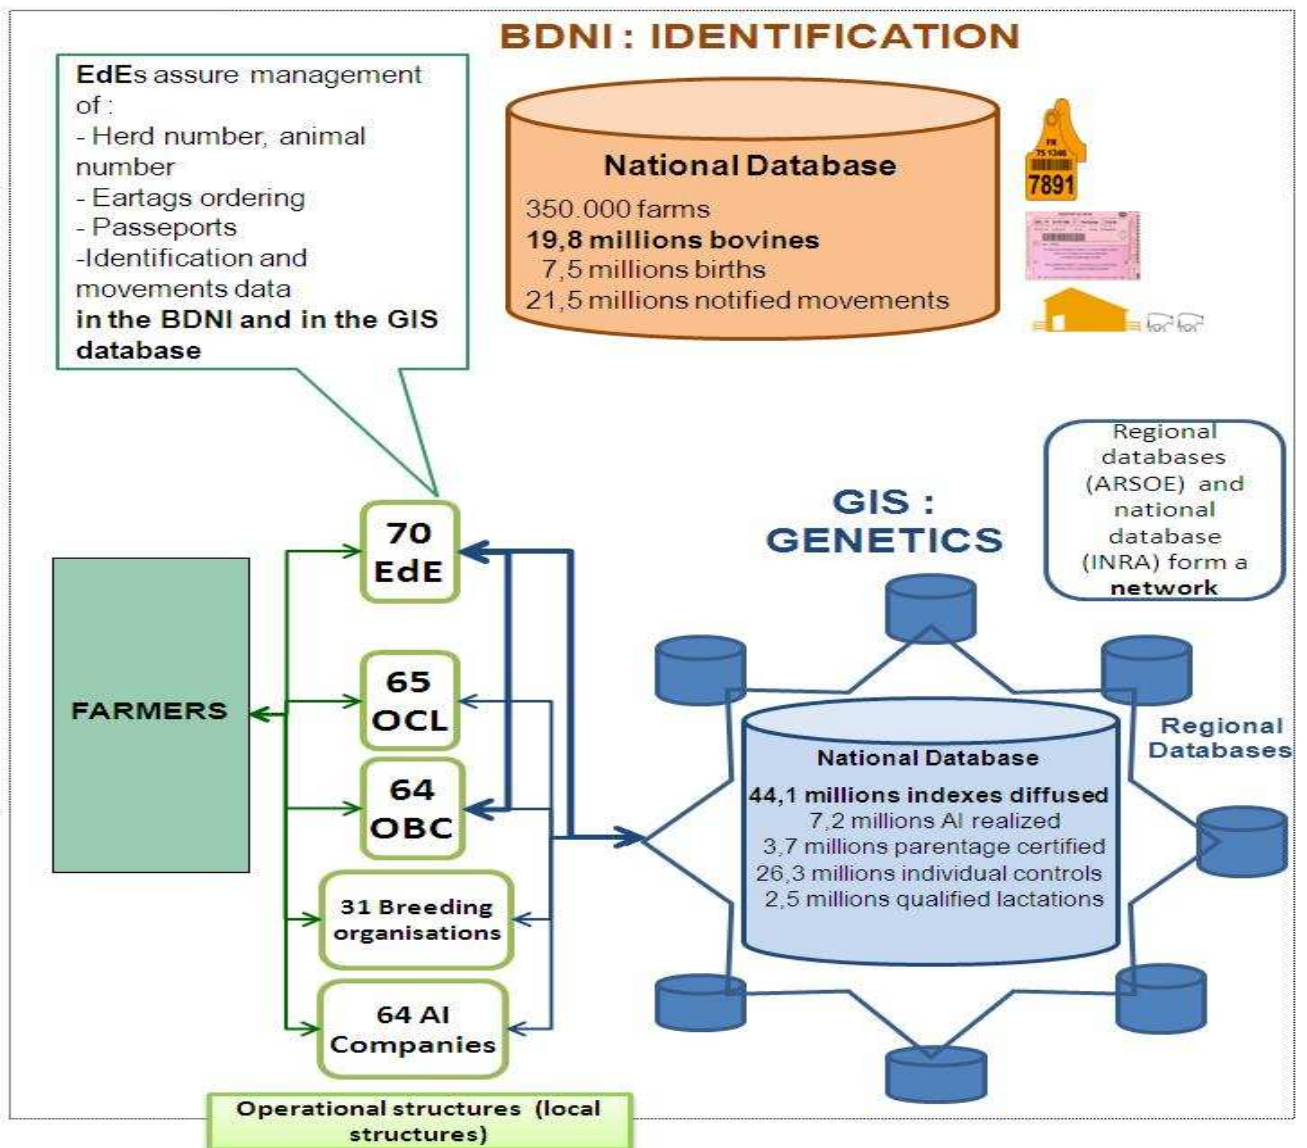 BDNI : IDENTIFICATION
EdEs assure management
of :
- Herd number, animal
number
- Eartags ordering
- Passeports
-Identification and
movements data
in the BDNI and in the GIS
database
National Database
350.000 farms
19,8 millions bovines
7,5 millions births
21,5 millions notified movements
7891
Regional
databases
(ARSOE) and
national
database
(INRA) form a
network
GIS :
GENETICS
70
EdE
65
OCL
64
OBC
31 Breeding
organisations
64 AI
Companies
FARMERS
Regional
Databases
National Database
44,1 millions indexes diffused
7,2 millions AI realized
3,7 millions parentage certified
26,3 millions individual controls
2,5 millions qualified lactations
Operational structures (local
structures)